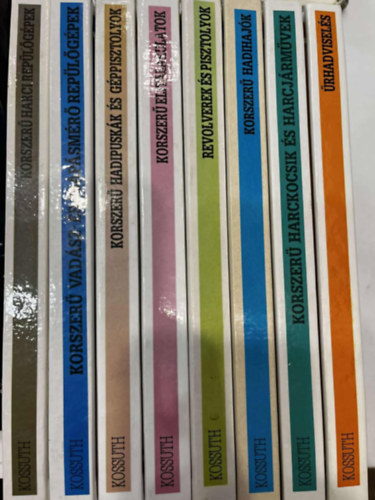 KORSZERŰ HARCI REPÜLŐGÉPEK
KOSSUTH
KORSZERŰ VADÁSZ CSAPÁSMÉRŐ REPÜLŐGÉPEK
KOSSUTH
KORSZERŰ HADIPUSKÁK ÉS GÉPPISZTOLYOK
KOSSUTH
KORSZERŰ
KOSSUTH
REVOLVEREK ÉS PISZTOLYOK
KOSSUTH
KORSZERŰ HADIHAJÓK
KOSSUTH
KORSZERŰ HARCKOCSIK ÉS HARCJÁRMŰVEK
KOSSUTH
ŰRHADVISELÉS
KOSSUTH